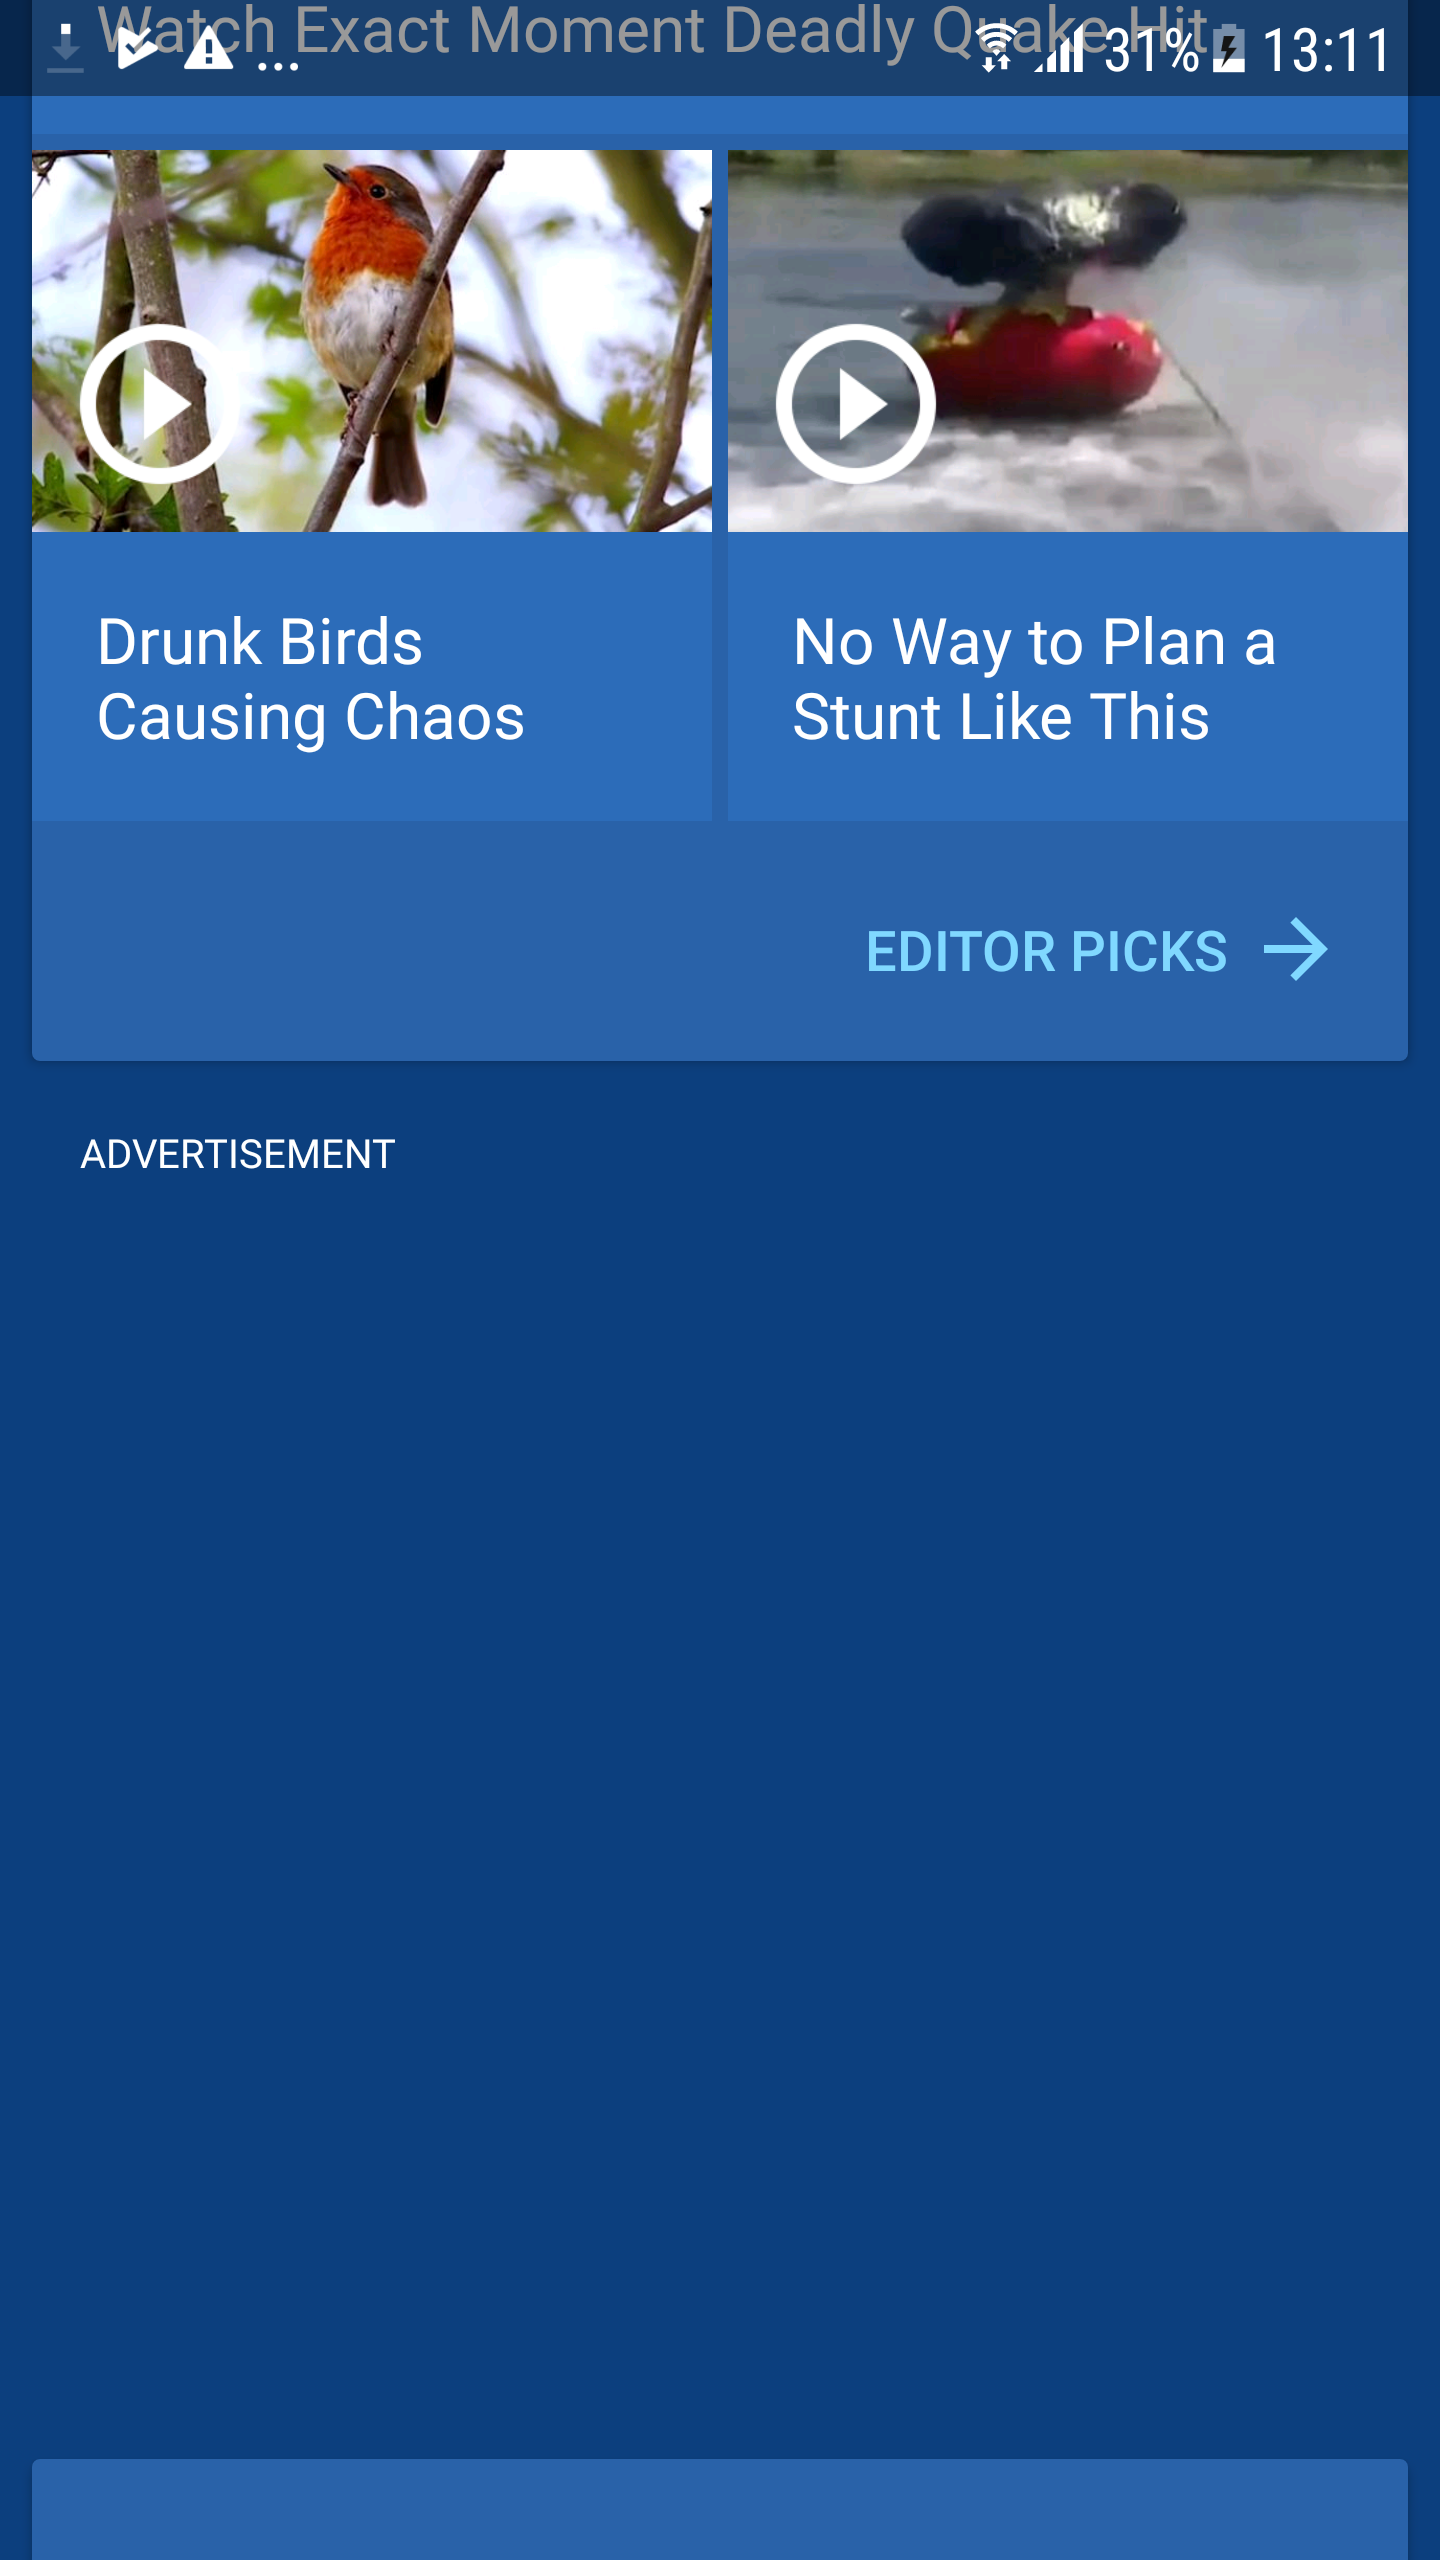 Watch Exact Moment Deadly Quake Hit
... 31% 13:11
Drunk Birds
Causing Chaos
No Way to Plan a
Stunt Like This
EDITOR PICKS
ADVERTISEMENT